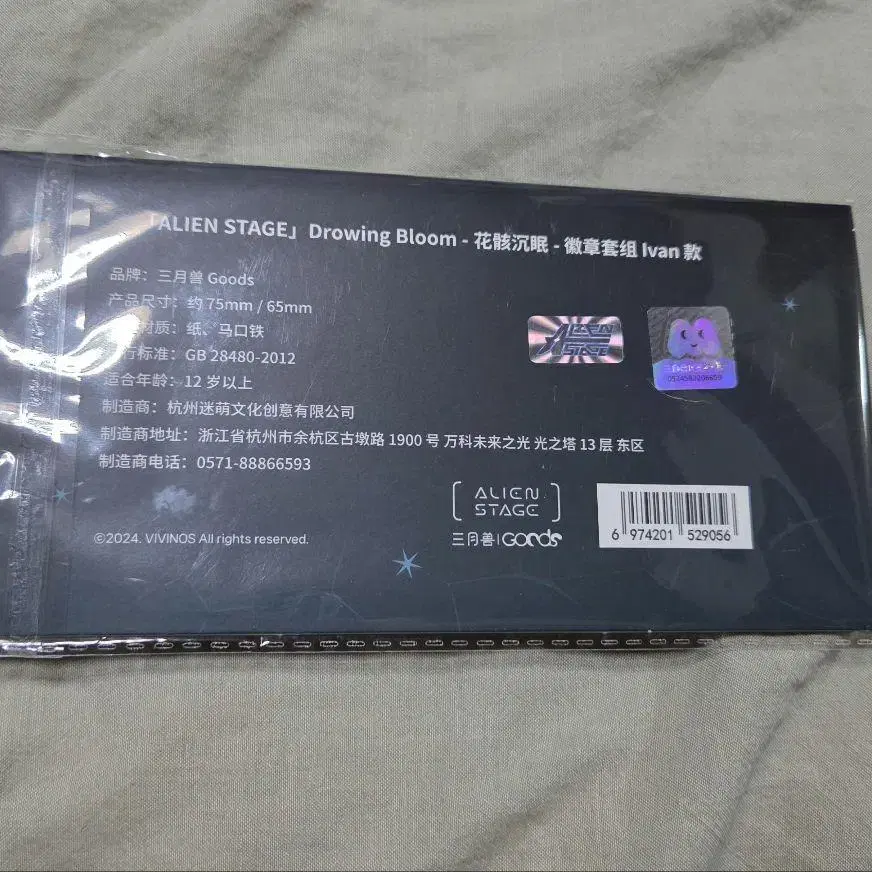 「ALIEN STAGE」Drowing Bloom - 花骸沉眠 - 徽章套组 Ivan 款
品牌：三月兽 Goods
产品尺寸：约 75mm / 65mm
材质：纸、马口铁
行标准：GB 28480-2012
适合年龄：12 岁以上
制造商：杭州迷萌文化创意有限公司
制造商地址：浙江省杭州市余杭区古墩路 1900 号 万科未来之光 光之塔 13 层 东区
制造商电话：0571-88866593
ALIEN STAGE
ALIEN STAGE
三月兽 | Goods
6 974201 529056
©2024. VIVINOS All rights reserved.